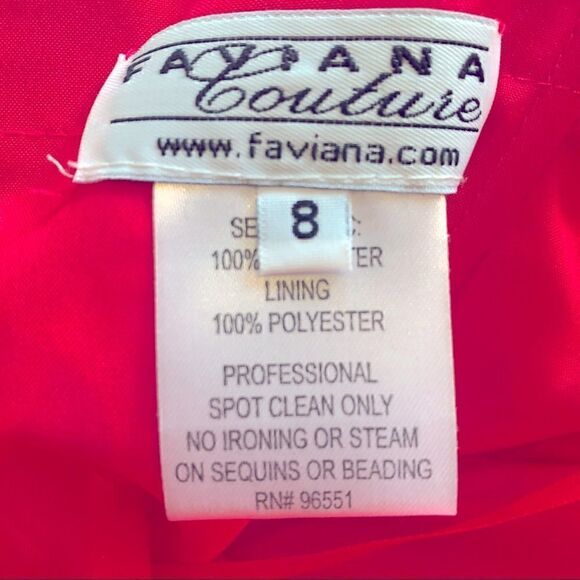 FAVIANA
Couture
www.faviana.com
8
100%
LINING
100% POLYESTER
PROFESSIONAL
SPOT CLEAN ONLY
NO IRONING OR STEAM
ON SEQUINS OR BEADING
RN# 96551